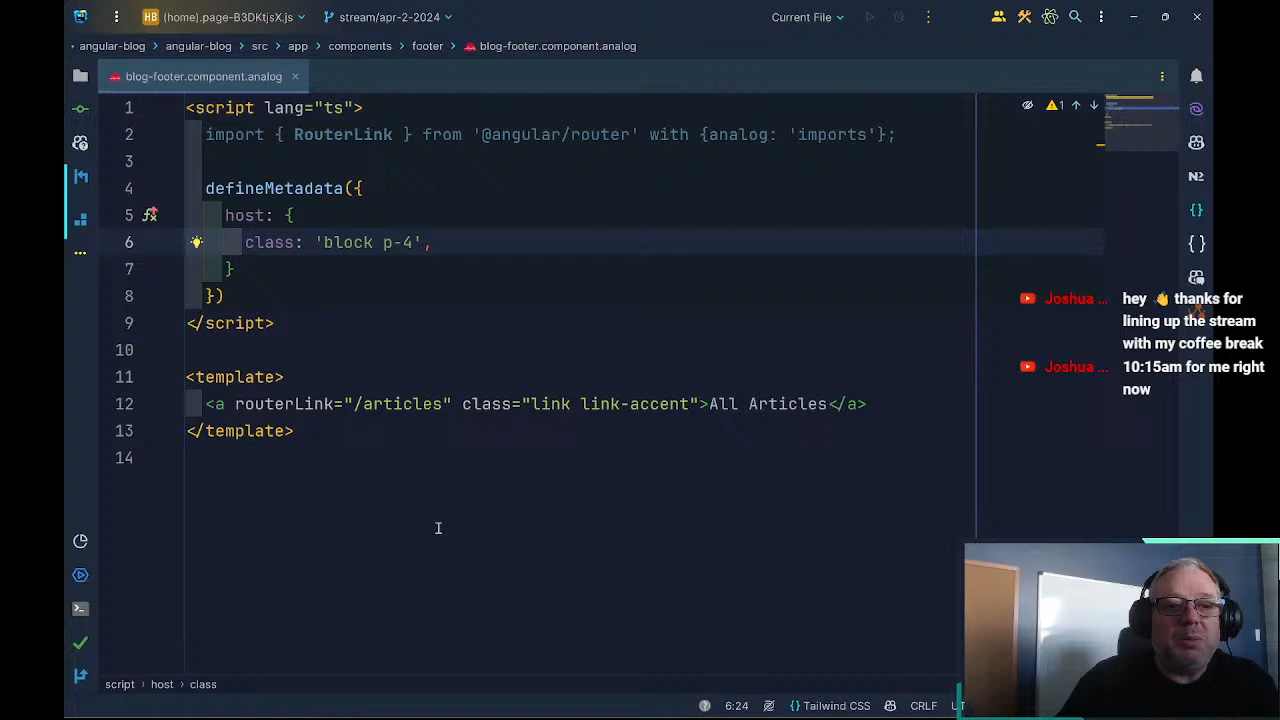 HB (home).page-B3DKtjsX.js stream/apr-2-2024 Current File
angular-blog angular-blog src app components footer blog-footer.component.analog
blog-footer.component.analog
1 <script lang="ts">
2 import { RouterLink } from '@angular/router' with {analog: 'imports'};
3
4 defineMetadata({
5 host: {
6 class: 'block p-4',
7 }
8 })
9 </script>
10
11 <template>
12 <a routerLink="/articles" class="link link-accent">All Articles</a>
13 </template>
14
1
N2
Joshua ... hey 👋 thanks for
lining up the stream
with my coffee break
Joshua ... 10:15am for me right
now
script host class
6:24 Tailwind CSS CRLF